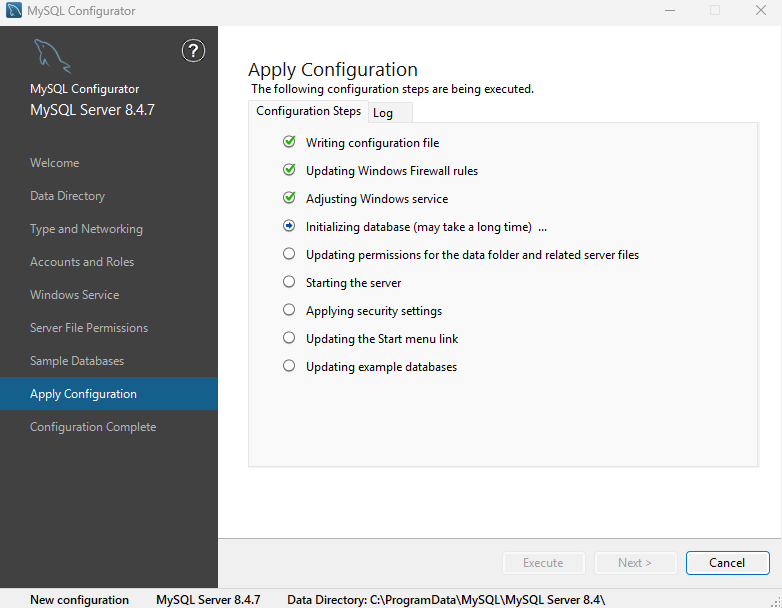 MySQL Configurator
?
MySQL Configurator
MySQL Server 8.4.7
Welcome
Data Directory
Type and Networking
Accounts and Roles
Windows Service
Server File Permissions
Sample Databases
Apply Configuration
Configuration Complete
Apply Configuration
The following configuration steps are being executed.
Configuration Steps Log
Writing configuration file
Updating Windows Firewall rules
Adjusting Windows service
Initializing database (may take a long time) ...
Updating permissions for the data folder and related server files
Starting the server
Applying security settings
Updating the Start menu link
Updating example databases
Execute Next > Cancel
New configuration MySQL Server 8.4.7 Data Directory: C:\ProgramData\MySQL\MySQL Server 8.4\